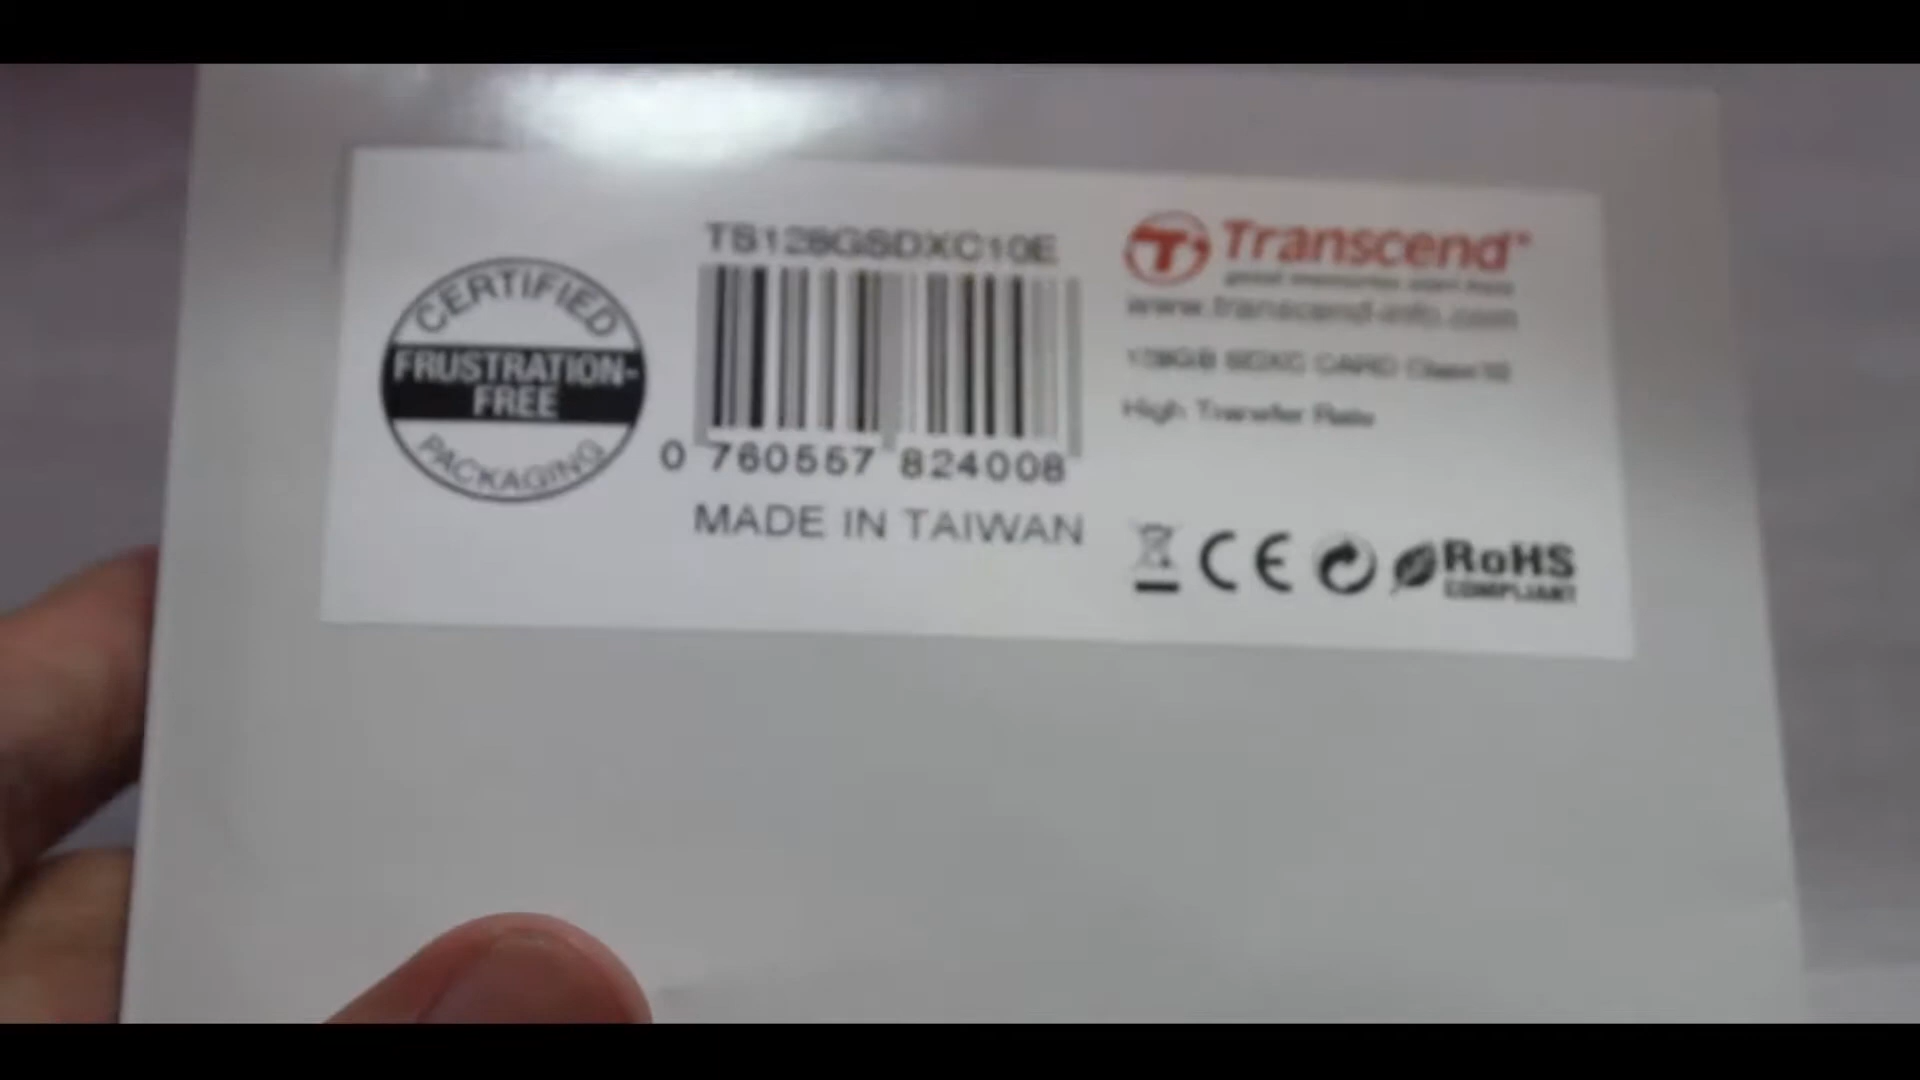 CERTIFIED
FRUSTRATION-
FREE
PACKAGING
TS128GSDXC10E
0 760557 824008
MADE IN TAIWAN
Transcend®
www.transcend-info.com
128GB SDXC CARD Class10
High Transfer Rate
CE
RoHS
COMPLIANT